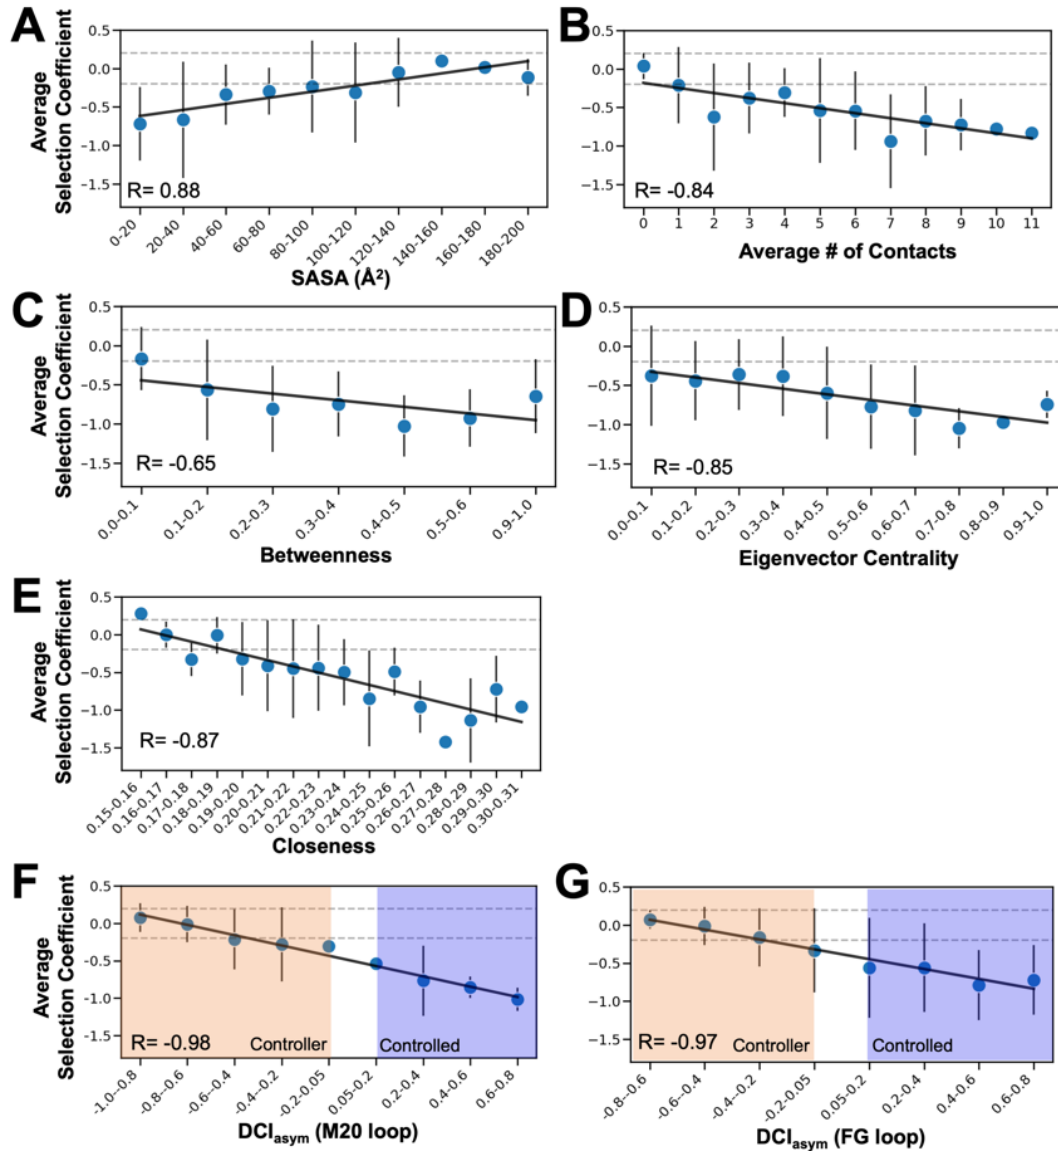 A
Average
Selection Coefficient
0.5
0.0
−0.5
−1.0
−1.5
R= 0.88
0-20
20-40
40-60
60-80
80-100
100-120
120-140
140-160
160-180
180-200
SASA (Å²)
B
0.5
0.0
−0.5
−1.0
−1.5
R= -0.84
0 1 2 3 4 5 6 7 8 9 10 11
Average # of Contacts
C
Average
Selection Coefficient
0.5
0.0
−0.5
−1.0
−1.5
R= -0.65
0.0-0.1
0.1-0.2
0.2-0.3
0.3-0.4
0.4-0.5
0.5-0.6
0.9-1.0
Betweenness
D
0.5
0.0
−0.5
−1.0
−1.5
R= -0.85
0.0-0.1
0.1-0.2
0.2-0.3
0.3-0.4
0.4-0.5
0.5-0.6
0.6-0.7
0.7-0.8
0.8-0.9
0.9-1.0
Eigenvector Centrality
E
Average
Selection Coefficient
0.5
0.0
−0.5
−1.0
−1.5
R= -0.87
0.15-0.16
0.16-0.17
0.17-0.18
0.18-0.19
0.19-0.20
0.20-0.21
0.21-0.22
0.22-0.23
0.23-0.24
0.24-0.25
0.25-0.26
0.26-0.27
0.27-0.28
0.28-0.29
0.29-0.30
0.30-0.31
Closeness
F
Average
Selection Coefficient
0.5
0.0
−0.5
−1.0
−1.5
R= -0.98
Controller
Controlled
-1.0--0.8
-0.8--0.6
-0.6--0.4
-0.4--0.2
-0.2-0.05
0.05-0.2
0.2-0.4
0.4-0.6
0.6-0.8
DCIasym (M20 loop)
G
0.5
0.0
−0.5
−1.0
−1.5
R= -0.97
Controller
Controlled
-0.8--0.6
-0.6--0.4
-0.4--0.2
-0.2-0.05
0.05-0.2
0.2-0.4
0.4-0.6
0.6-0.8
DCIasym (FG loop)